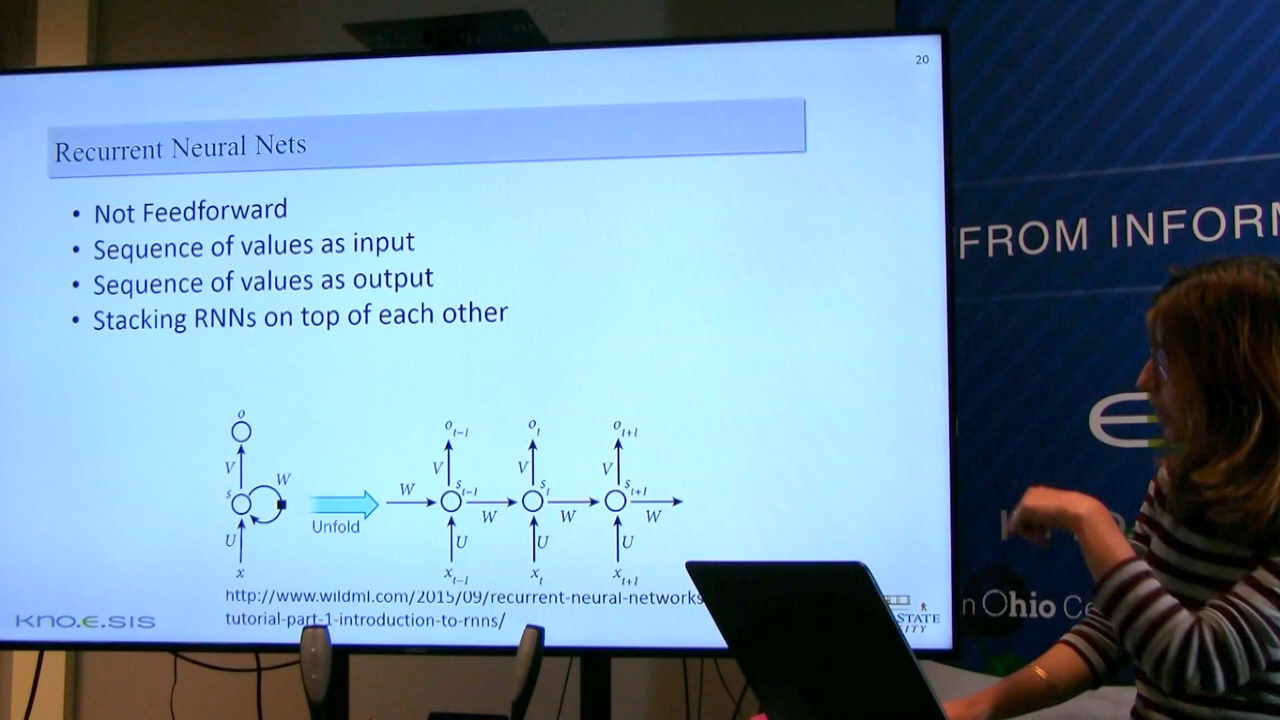 20
Recurrent Neural Nets
• Not Feedforward
• Sequence of values as input
• Sequence of values as output
• Stacking RNNs on top of each other
o
V
s
W
U
x
Unfold
o_{t-1} o_t o_{t+1}
V V V
W s_{t-1} s_t s_{t+1}
W W W
U U U
x_{t-1} x_t x_{t+1}
http://www.wildml.com/2015/09/recurrent-neural-networks
tutorial-part-1-introduction-to-rnns/
KNO.E.SIS
STATE
FROM INFORM
n Ohio Ce